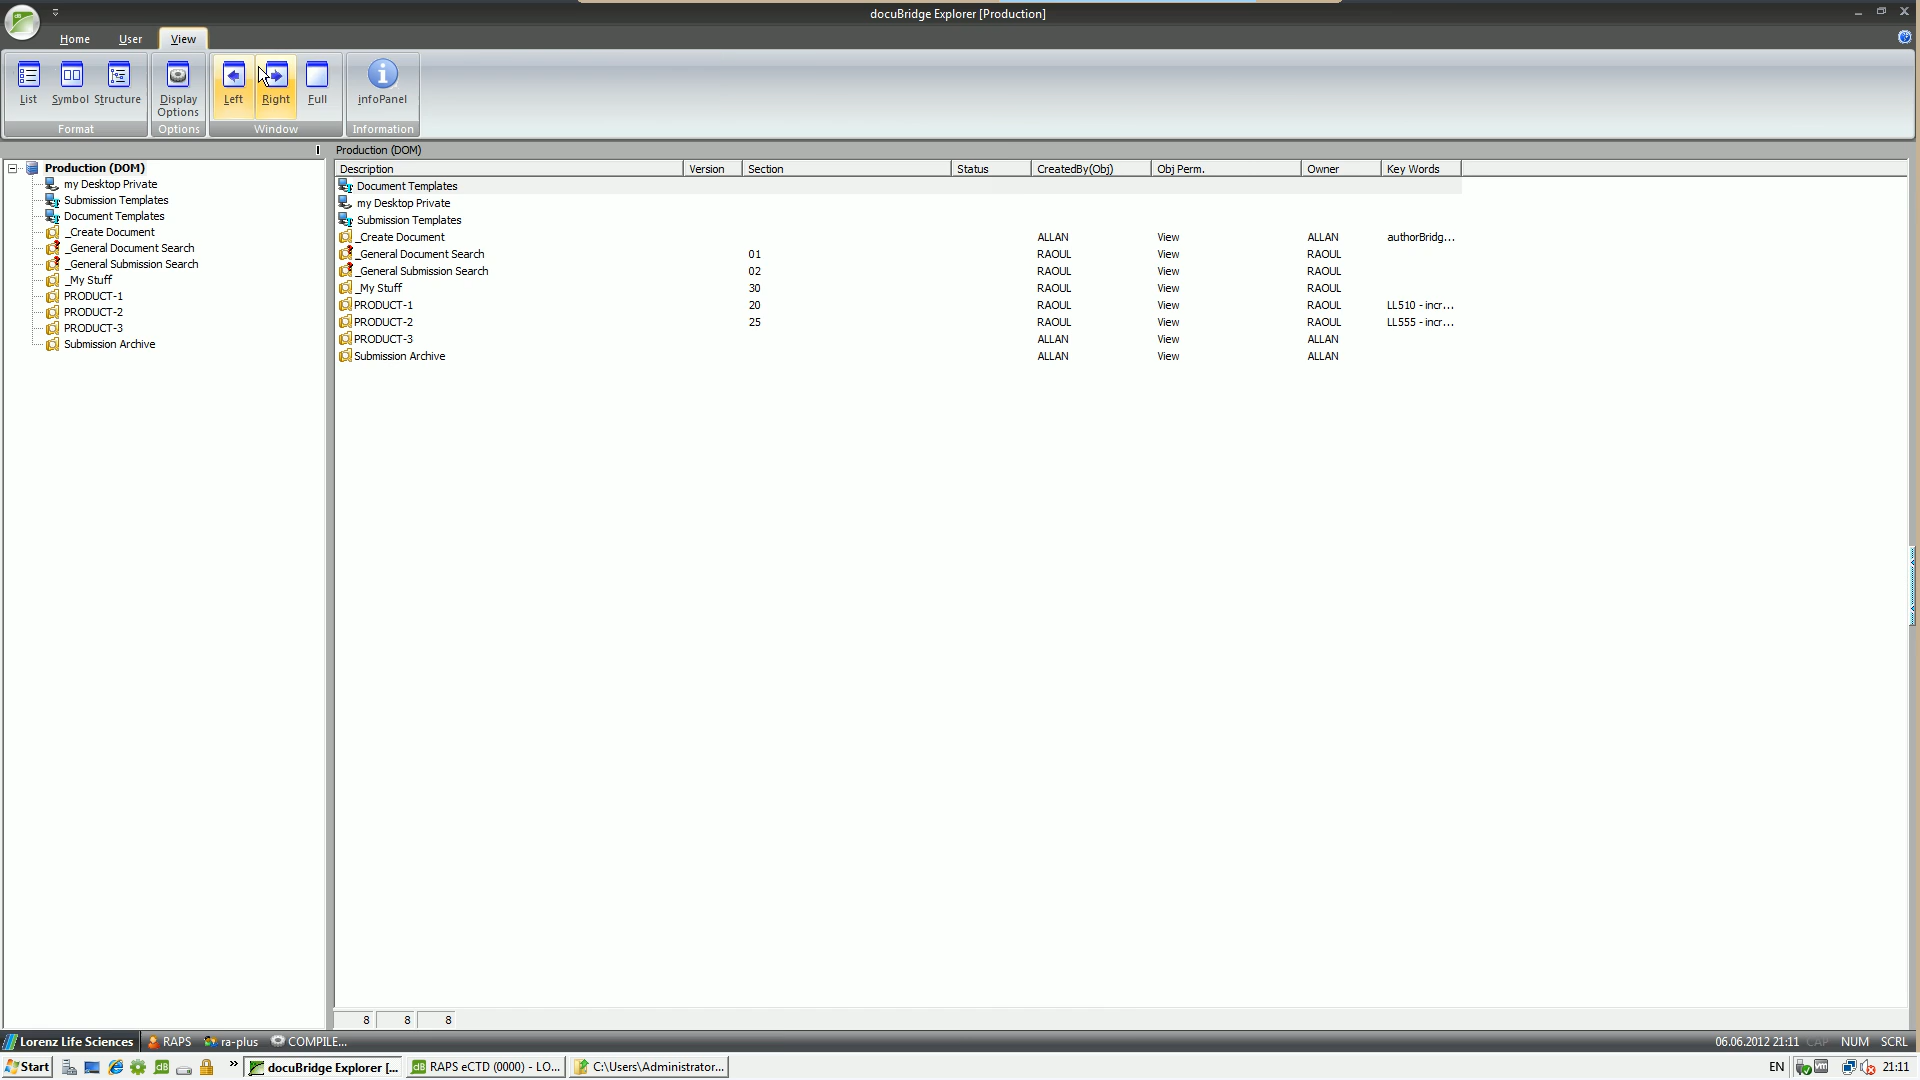 docuBridge Explorer [Production]
Home User View
List Symbol Structure Display Options Left Right Full infoPanel
Format Options Window Information
Production (DOM)
my Desktop Private
Submission Templates
Document Templates
_Create Document
_General Document Search
_General Submission Search
_My Stuff
PRODUCT-1
PRODUCT-2
PRODUCT-3
Submission Archive
Production (DOM)
Description Version Section Status CreatedBy(Obj) Obj Perm. Owner Key Words
Document Templates
my Desktop Private
Submission Templates
_Create Document ALLAN View ALLAN authorBridg...
_General Document Search 01 RAOUL View RAOUL
_General Submission Search 02 RAOUL View RAOUL
_My Stuff 30 RAOUL View RAOUL
PRODUCT-1 20 RAOUL View RAOUL LL510 - incr...
PRODUCT-2 25 RAOUL View RAOUL LL555 - incr...
PRODUCT-3 ALLAN View ALLAN
Submission Archive ALLAN View ALLAN
8 8 8
Lorenz Life Sciences RAPS ra-plus COMPILE... 06.06.2012 21:11 CAP NUM SCRL
Start dB » docuBridge Explorer [... dB RAPS eCTD (0000) - LO... C:\Users\Administrator... EN 21:11